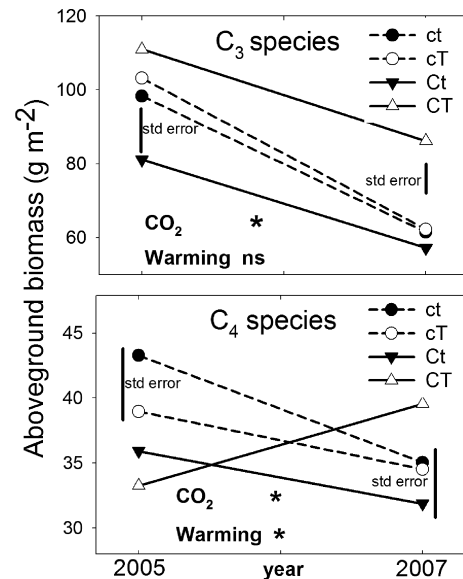 Aboveground biomass (g m⁻²)
C₃ species
ct
cT
Ct
CT
120
100
80
60
std error
std error
CO₂ *
Warming ns
C₄ species
ct
cT
Ct
CT
45
40
35
30
std error
std error
CO₂ *
Warming *
2005 year 2007